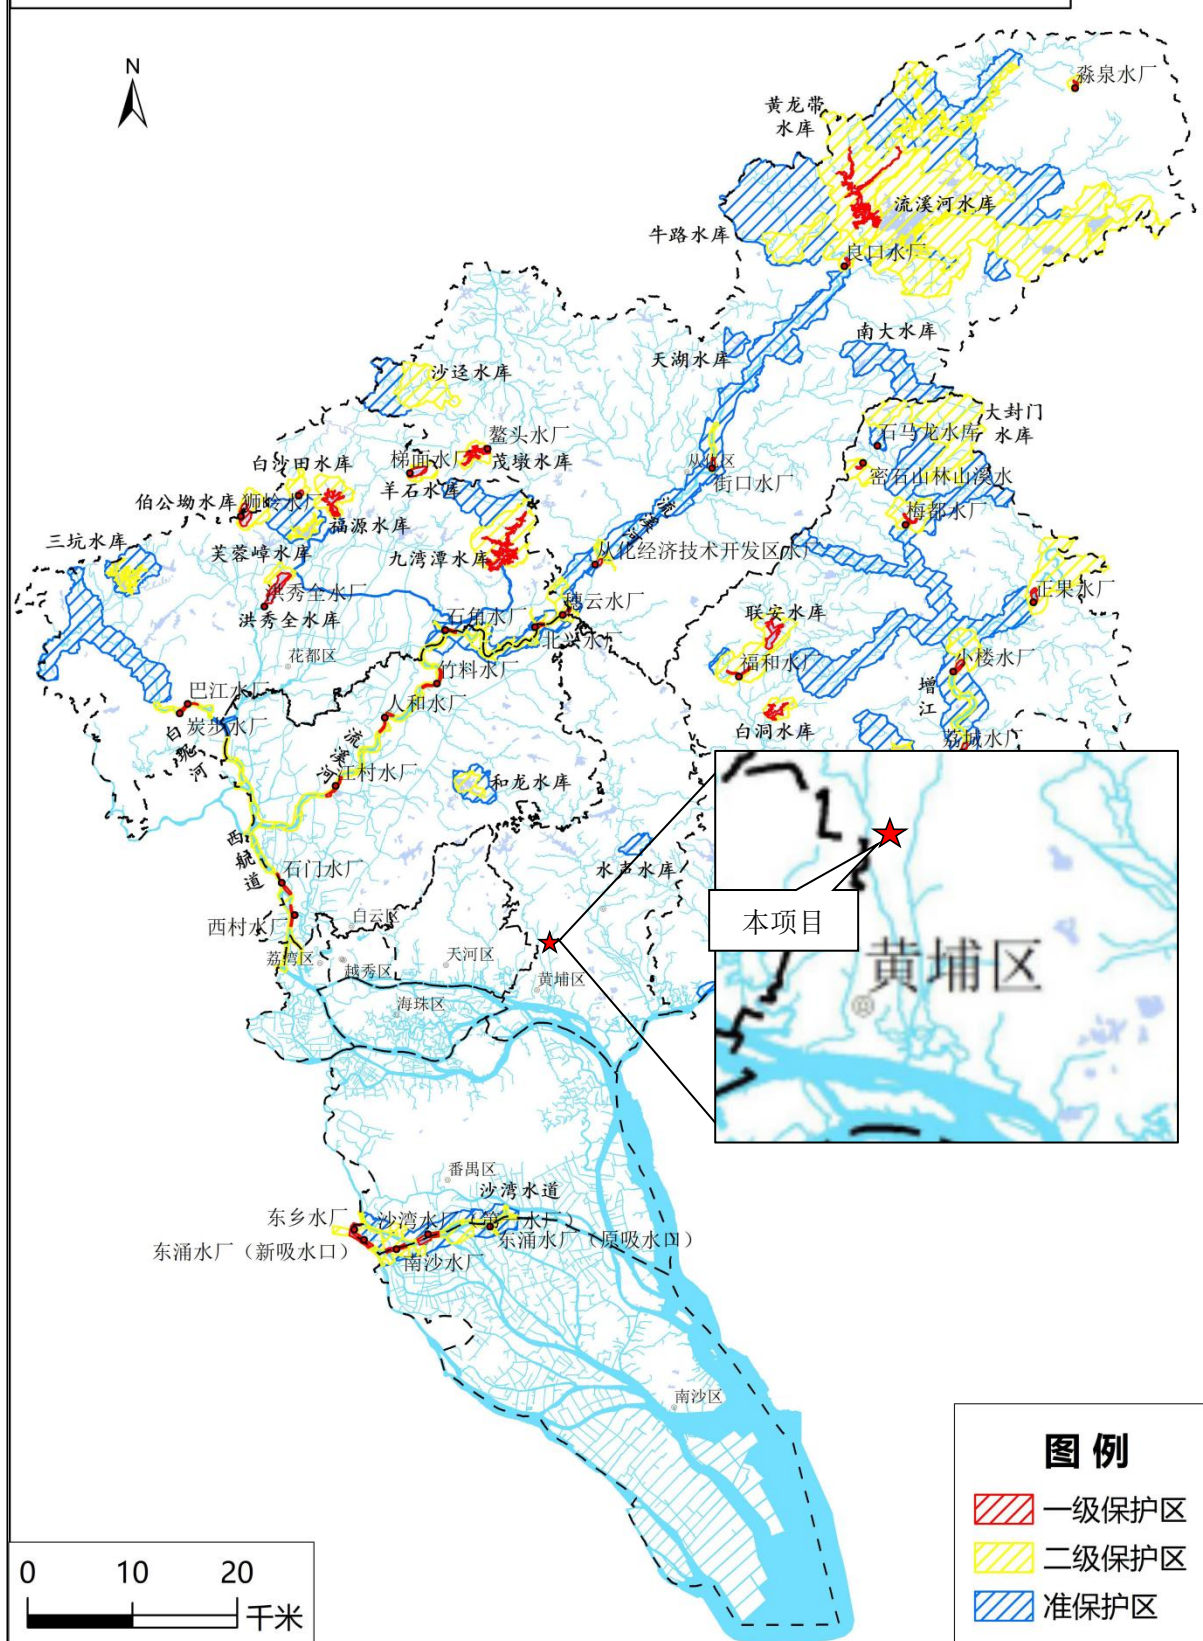 N
淼泉水厂
黄龙带
水库
流溪河水库
牛路水库
良口水厂
南大水库
天湖水库
沙迳水库
大封门
水库
石马龙水库
鳌头水厂
梯面水厂
茂墩水库
从化区
街口水厂
密石山林山溪水
白沙田水库
羊石水库
伯公坳水库
狮岭水厂
梅都水厂
福源水库
流溪河
三坑水库
芙蓉嶂水库
九湾潭水库
从化经济技术开发区水厂
洪秀全水厂
正果水厂
穗云水厂
联安水库
洪秀全水库
石角水厂
北兴水厂
花都区
福和水厂
小楼水厂
竹料水厂
巴江水厂
增江
人和水厂
炭步水厂
白坭河
白洞水库
荔城水厂
流溪河
江村水厂
和龙水库
西航道
石门水厂
水声水库
本项目
西村水厂
白云区
荔湾区
越秀区
天河区
黄埔区
黄埔区
海珠区
番禺区
沙湾水道
东乡水厂
沙湾水厂
东涌水厂（新吸水口）
东涌水厂（原吸水口）
南沙水厂
南沙区
图 例
一级保护区
二级保护区
准保护区
0 10 20
千米